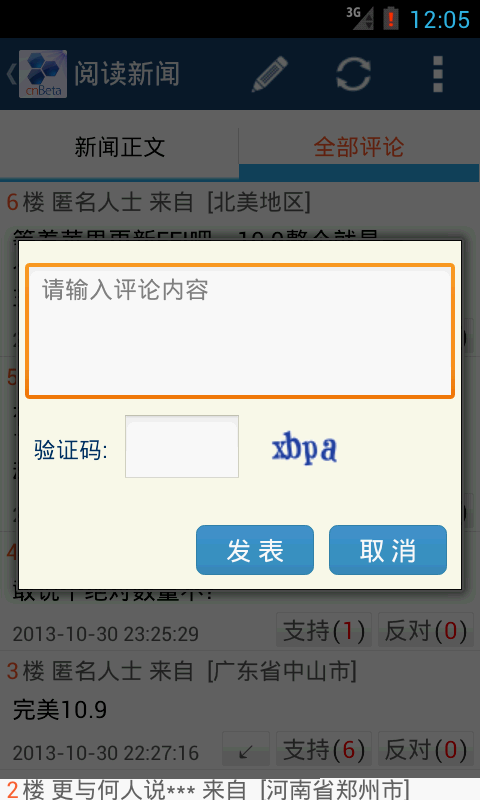 3G 12:05
cnBeta 阅读新闻
新闻正文 全部评论
6楼 匿名人士 来自 [北美地区]
请输入评论内容
验证码: xbpa
发 表 取 消
2013-10-30 23:25:29 支持(1) 反对(0)
3楼 匿名人士 来自 [广东省中山市]
完美10.9
2013-10-30 22:27:16 ↙ 支持(6) 反对(0)
2楼 更与何人说*** 来自 [河南省郑州市]